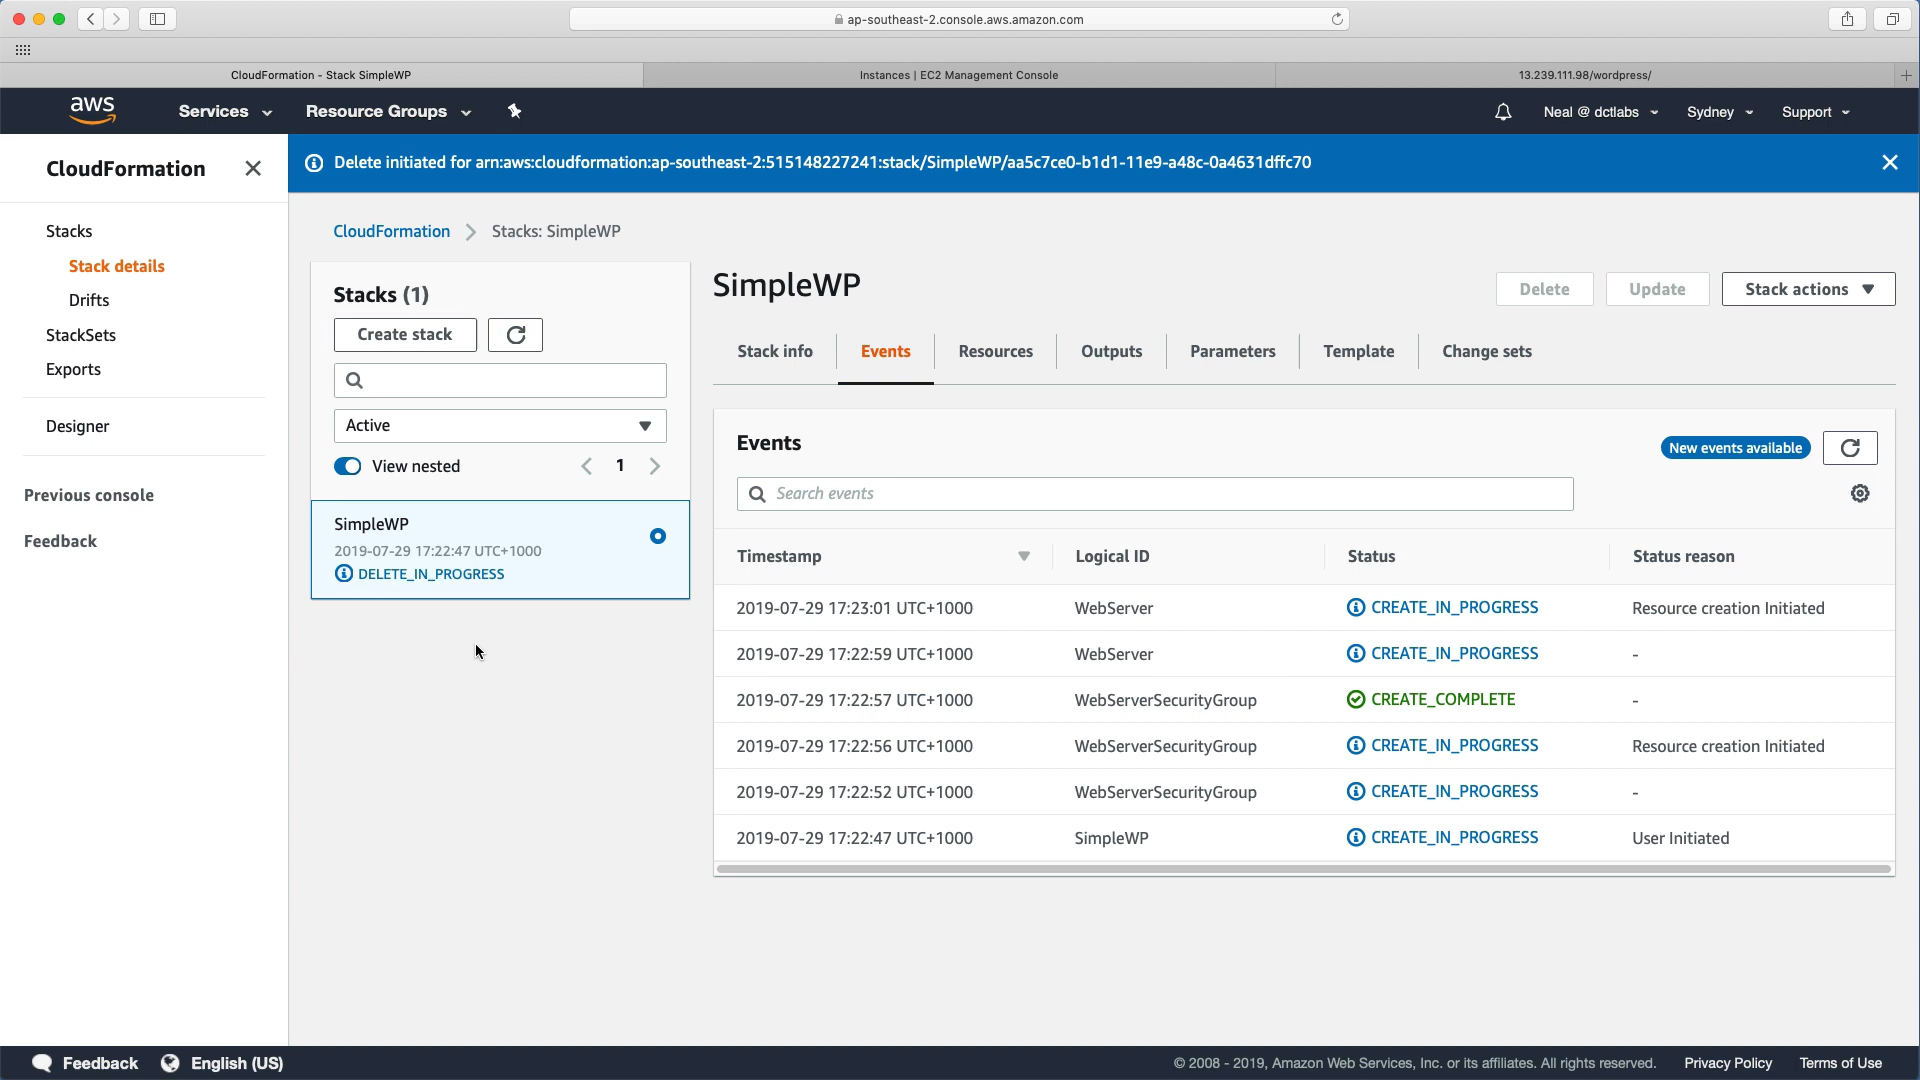 ap-southeast-2.console.aws.amazon.com
CloudFormation - Stack SimpleWP
Instances | EC2 Management Console
13.239.111.98/wordpress/
aws
Services
Resource Groups
Neal @ dctlabs
Sydney
Support
CloudFormation
Stacks
Stack details
Drifts
StackSets
Exports
Designer
Previous console
Feedback
Delete initiated for arn:aws:cloudformation:ap-southeast-2:515148227241:stack/SimpleWP/aa5c7ce0-b1d1-11e9-a48c-0a4631dffc70
CloudFormation
Stacks: SimpleWP
Stacks (1)
Create stack
Active
View nested
1
SimpleWP
2019-07-29 17:22:47 UTC+1000
DELETE_IN_PROGRESS
SimpleWP
Delete
Update
Stack actions
Stack info
Events
Resources
Outputs
Parameters
Template
Change sets
Events
New events available
Search events
Timestamp Logical ID Status Status reason
2019-07-29 17:23:01 UTC+1000 WebServer CREATE_IN_PROGRESS Resource creation Initiated
2019-07-29 17:22:59 UTC+1000 WebServer CREATE_IN_PROGRESS -
2019-07-29 17:22:57 UTC+1000 WebServerSecurityGroup CREATE_COMPLETE -
2019-07-29 17:22:56 UTC+1000 WebServerSecurityGroup CREATE_IN_PROGRESS Resource creation Initiated
2019-07-29 17:22:52 UTC+1000 WebServerSecurityGroup CREATE_IN_PROGRESS -
2019-07-29 17:22:47 UTC+1000 SimpleWP CREATE_IN_PROGRESS User Initiated
Feedback
English (US)
© 2008 - 2019, Amazon Web Services, Inc. or its affiliates. All rights reserved.
Privacy Policy
Terms of Use